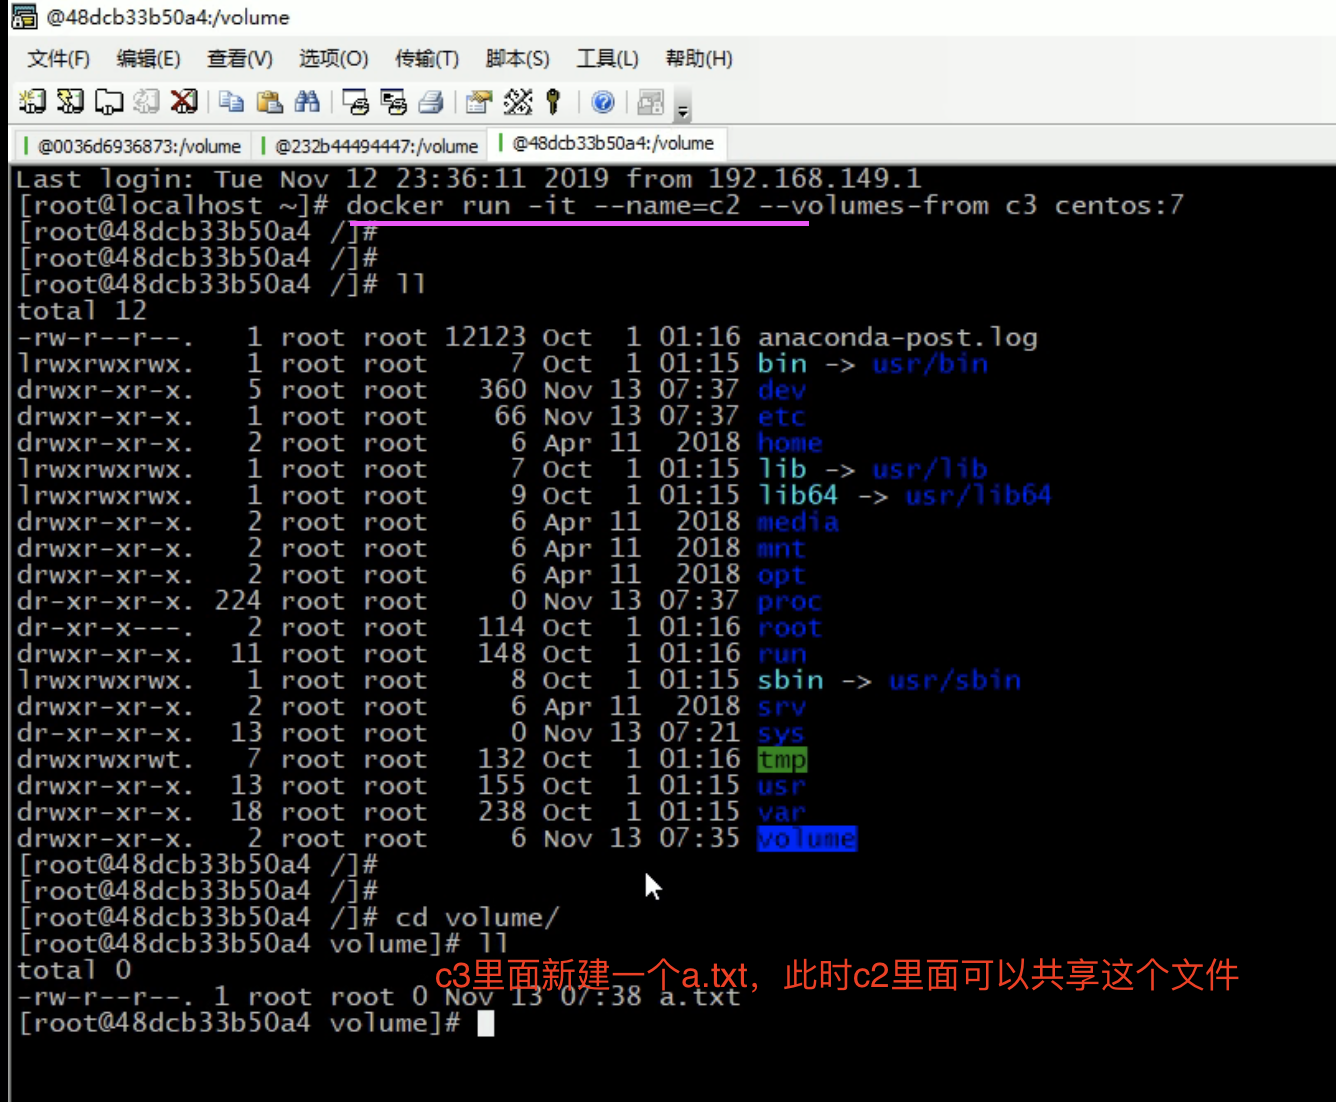 @48dcb33b50a4:/volume
文件(F) 编辑(E) 查看(V) 选项(O) 传输(T) 脚本(S) 工具(L) 帮助(H)
@0036d6936873:/volume @232b44494447:/volume @48dcb33b50a4:/volume
Last login: Tue Nov 12 23:36:11 2019 from 192.168.149.1
[root@localhost ~]# docker run -it --name=c2 --volumes-from c3 centos:7
[root@48dcb33b50a4 /]#
[root@48dcb33b50a4 /]#
[root@48dcb33b50a4 /]# ll
total 12
-rw-r--r--. 1 root root 12123 Oct 1 01:16 anaconda-post.log
lrwxrwxrwx. 1 root root 7 Oct 1 01:15 bin -> usr/bin
drwxr-xr-x. 5 root root 360 Nov 13 07:37 dev
drwxr-xr-x. 1 root root 66 Nov 13 07:37 etc
drwxr-xr-x. 2 root root 6 Apr 11 2018 home
lrwxrwxrwx. 1 root root 7 Oct 1 01:15 lib -> usr/lib
lrwxrwxrwx. 1 root root 9 Oct 1 01:15 lib64 -> usr/lib64
drwxr-xr-x. 2 root root 6 Apr 11 2018 media
drwxr-xr-x. 2 root root 6 Apr 11 2018 mnt
drwxr-xr-x. 2 root root 6 Apr 11 2018 opt
dr-xr-xr-x. 224 root root 0 Nov 13 07:37 proc
dr-xr-x---. 2 root root 114 Oct 1 01:16 root
drwxr-xr-x. 11 root root 148 Oct 1 01:16 run
lrwxrwxrwx. 1 root root 8 Oct 1 01:15 sbin -> usr/sbin
drwxr-xr-x. 2 root root 6 Apr 11 2018 srv
dr-xr-xr-x. 13 root root 0 Nov 13 07:21 sys
drwxrwxrwt. 7 root root 132 Oct 1 01:16 tmp
drwxr-xr-x. 13 root root 155 Oct 1 01:15 usr
drwxr-xr-x. 18 root root 238 Oct 1 01:15 var
drwxr-xr-x. 2 root root 6 Nov 13 07:35 volume
[root@48dcb33b50a4 /]#
[root@48dcb33b50a4 /]#
[root@48dcb33b50a4 /]# cd volume/
[root@48dcb33b50a4 volume]# ll
total 0
c3里面新建一个a.txt，此时c2里面可以共享这个文件
-rw-r--r--. 1 root root 0 Nov 13 07:38 a.txt
[root@48dcb33b50a4 volume]#